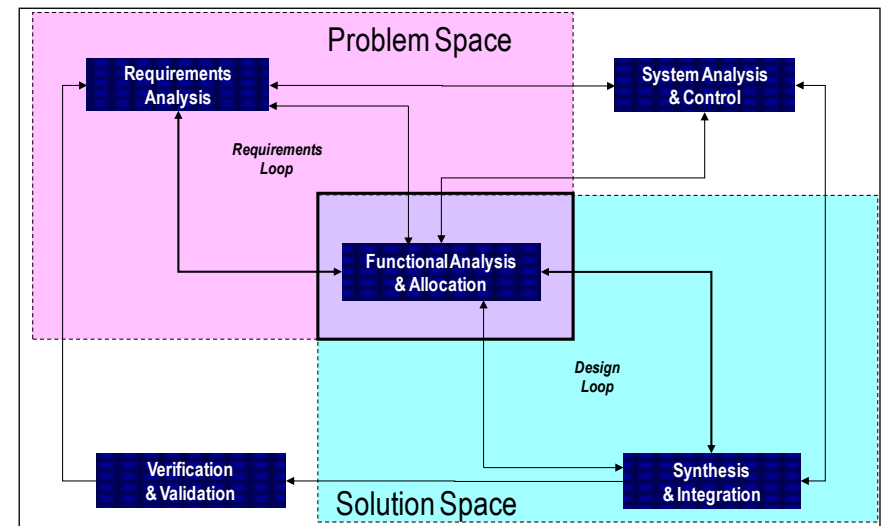 Problem Space
Requirements
Analysis
System Analysis
& Control
Requirements
Loop
Functional Analysis
& Allocation
Design
Loop
Verification
& Validation
Synthesis
& Integration
Solution Space